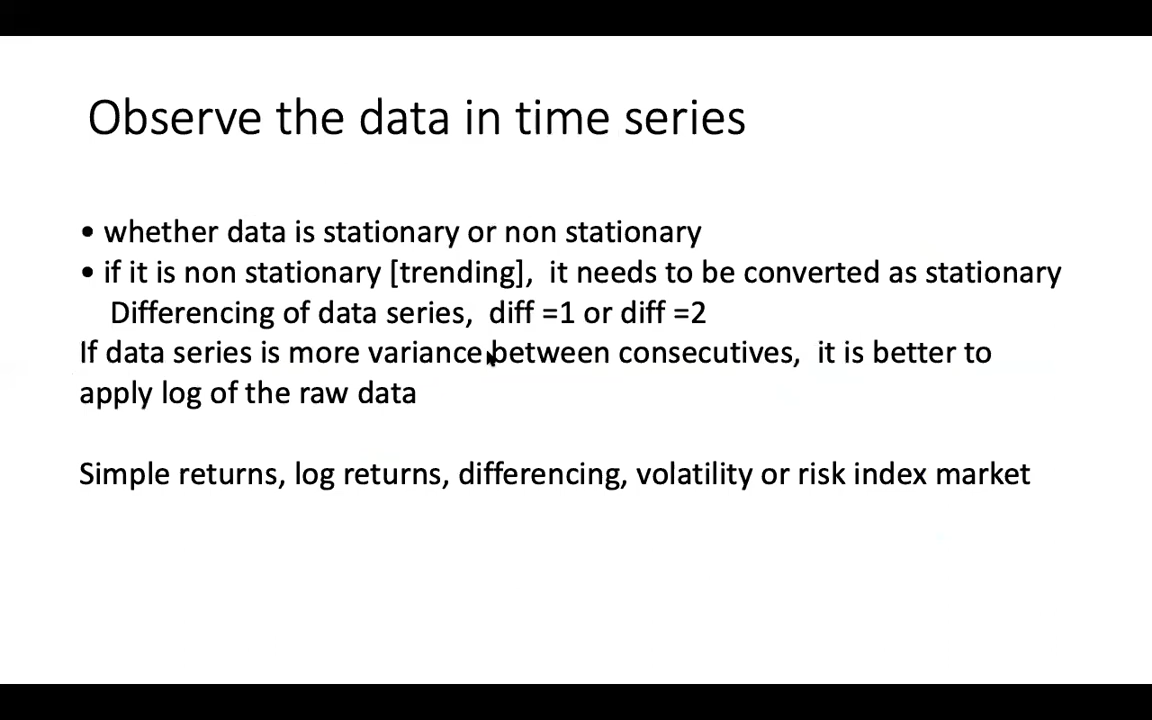 Observe the data in time series
• whether data is stationary or non stationary
• if it is non stationary [trending], it needs to be converted as stationary
Differencing of data series, diff =1 or diff =2
If data series is more variance between consecutives, it is better to
apply log of the raw data
Simple returns, log returns, differencing, volatility or risk index market